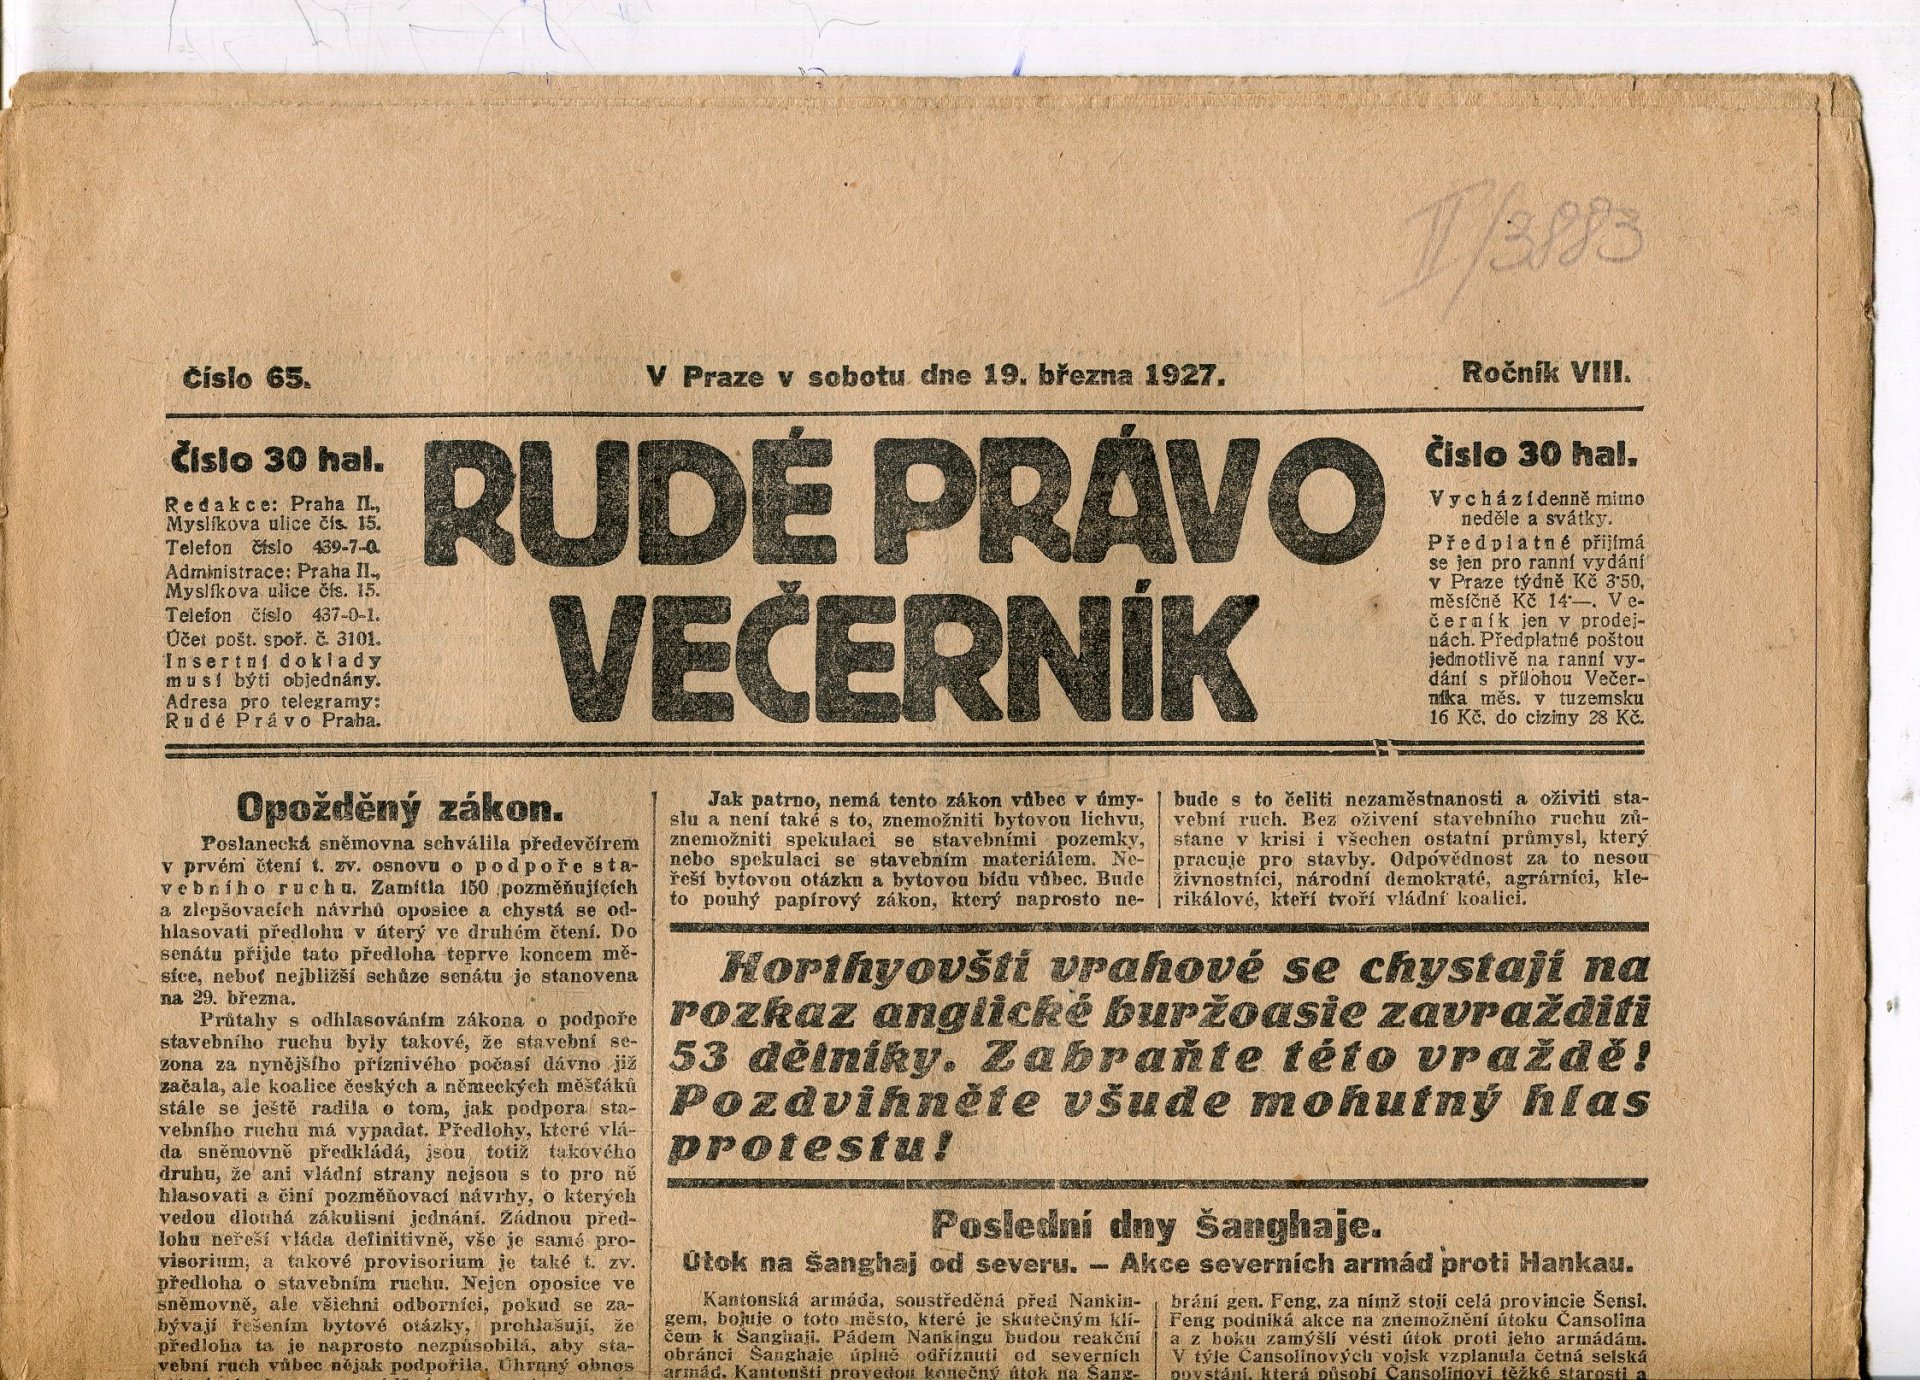 II/3883
Číslo 65.
V Praze v sobotu dne 19. března 1927.
Ročník VIII.
Číslo 30 hal.
Redakce: Praha II.,
Myslíkova ulice čís. 15.
Telefon číslo 439-7-0.
Administrace: Praha II.,
Myslíkova ulice čís. 15.
Telefon číslo 437-0-1.
Účet pošt. spoř. č. 3101.
Insertní doklady
musí býti objednány.
Adresa pro telegramy:
Rudé Právo Praha.
RUDÉ PRÁVO
VEČERNÍK
Číslo 30 hal.
Vychází denně mimo
neděle a svátky.
Předplatné přijímá
se jen pro ranní vydání
v Praze týdně Kč 3·50,
měsíčně Kč 14·—. Ve-
černík jen v prodej-
nách. Předplatné poštou
jednotlivě na ranní vy-
dání s přílohou Večer-
níka měs. v tuzemsku
16 Kč, do ciziny 28 Kč.
Opožděný zákon.
Poslanecká sněmovna schválila předevčírem
v prvém čtení t. zv. osnovu o podpoře sta-
vebního ruchu. Zamítla 150 pozměňujících
a zlepšovacích návrhů oposice a chystá se od-
hlasovati předlohu v úterý ve druhém čtení. Do
senátu přijde tato předloha teprve koncem mě-
síce, neboť nejbližší schůze senátu je stanovena
na 29. března.
Průtahy s odhlasováním zákona o podpoře
stavebního ruchu byly takové, že stavební se-
zona za nynějšího příznivého počasí dávno již
začala, ale koalice českých a německých měšťáků
stále se ještě radila o tom, jak podpora sta-
vebního ruchu má vypadat. Předlohy, které vlá-
da sněmovně předkládá, jsou totiž takového
druhu, že ani vládní strany nejsou s to pro ně
hlasovati a činí pozměňovací návrhy, o kterých
vedou dlouhá zákulisní jednání. Žádnou před-
lohu neřeší vláda definitivně, vše je samé pro-
visorium, a takové provisorium je také t. zv.
předloha o stavebním ruchu. Nejen oposice ve
sněmovně, ale všichni odborníci, pokud se za-
bývají řešením bytové otázky, prohlašují, že
předloha ta je naprosto nezpůsobilá, aby sta-
vební ruch vůbec nějak podpořila. Úhrnný obnos
Jak patrno, nemá tento zákon vůbec v úmy-
slu a není také s to, znemožniti bytovou lichvu,
znemožniti spekulaci se stavebními pozemky,
nebo spekulaci se stavebním materiálem. Ne-
řeší bytovou otázku a bytovou bídu vůbec. Bude
to pouhý papírový zákon, který naprosto ne-
bude s to čeliti nezaměstnanosti a oživiti sta-
vební ruch. Bez oživení stavebního ruchu zů-
stane v krisi i všechen ostatní průmysl, který
pracuje pro stavby. Odpovědnost za to nesou
živnostníci, národní demokraté, agrárníci, kle-
rikálové, kteří tvoří vládní koalici.
Horthyovští vrahové se chystají na
rozkaz anglické buržoasie zavražditi
53 dělníky. Zabraňte této vraždě!
Pozdvihněte všude mohutný hlas
protestu!
Poslední dny Šanghaje.
Útok na Šanghaj od severu. — Akce severních armád proti Hankau.
Kantonská armáda, soustředěná před Nankin-
gem, bojuje o toto město, které je skutečným klí-
čem k Šanghaji. Pádem Nankingu budou reakční
obránci Šanghaje úplně odříznuti od severních
armád. Kantonští provedou konečný útok na Šang-
brání gen. Feng, za nímž stojí celá provincie Šensi.
Feng podniká akce na znemožnění útoku Čansolina
a z boku zamýšlí vésti útok proti jeho armádám.
V týle Čansolinových vojsk vzplanula četná selská
povstání, která působí Čansolinovi těžké starosti a